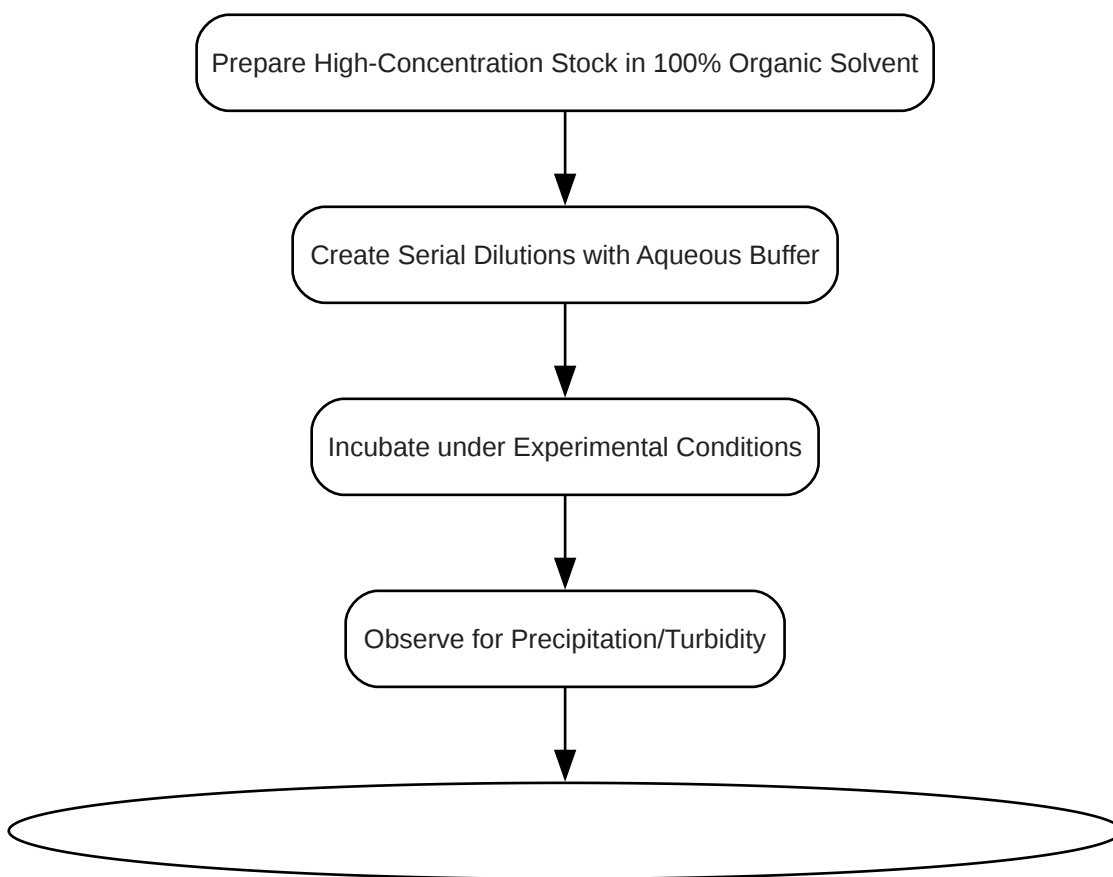 Prepare High-Concentration Stock in 100% Organic Solvent
Create Serial Dilutions with Aqueous Buffer
Incubate under Experimental Conditions
Observe for Precipitation/Turbidity